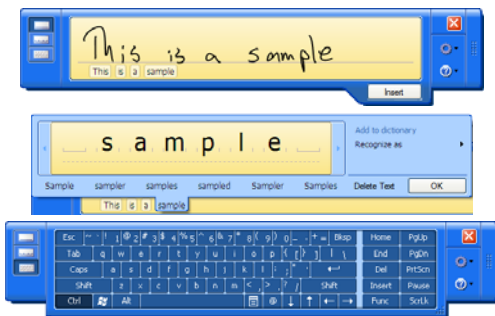 This is a sample
This is a sample
Insert
s a m p l e
Add to dictionary
Recognize as
Sample sampler samples sampled Sampler Samples Delete Text OK
This is a sample
Esc ~ ` ! 1 @ 2 # 3 $ 4 % 5 ^ 6 & 7 * 8 ( 9 ) 0 _ - + = Bksp Home PgUp
Tab q w e r t y u i o p { [ } ] | \ End PgDn
Caps a s d f g h j k l : ; " ' Del PrtScn
Shift z x c v b n m < , > . ? / Shift Insert Pause
Ctrl Alt ↓ ↑ ← → Func ScrLk